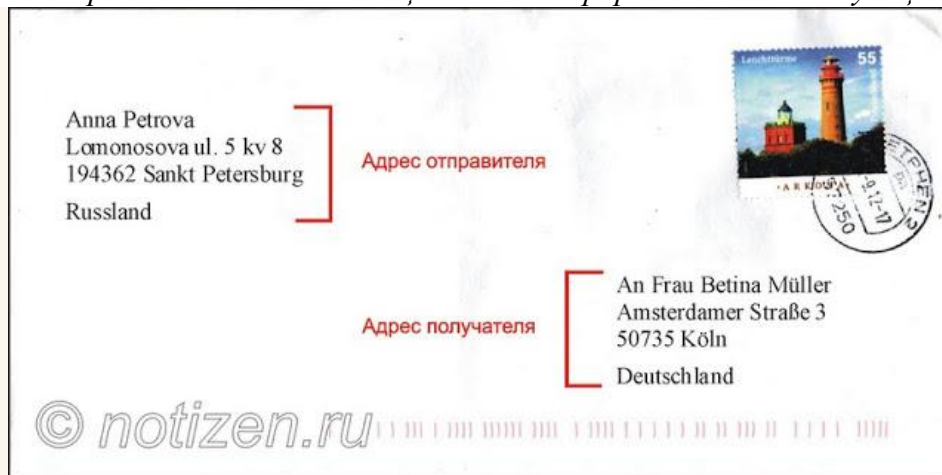 Anna Petrova
Lomonosova ul. 5 kv 8
194362 Sankt Petersburg
Russland
Адрес отправителя
Leuchttürme 55
ARKONA
Адрес получателя
An Frau Betina Müller
Amsterdamer Straße 3
50735 Köln
Deutschland
© notizen.ru